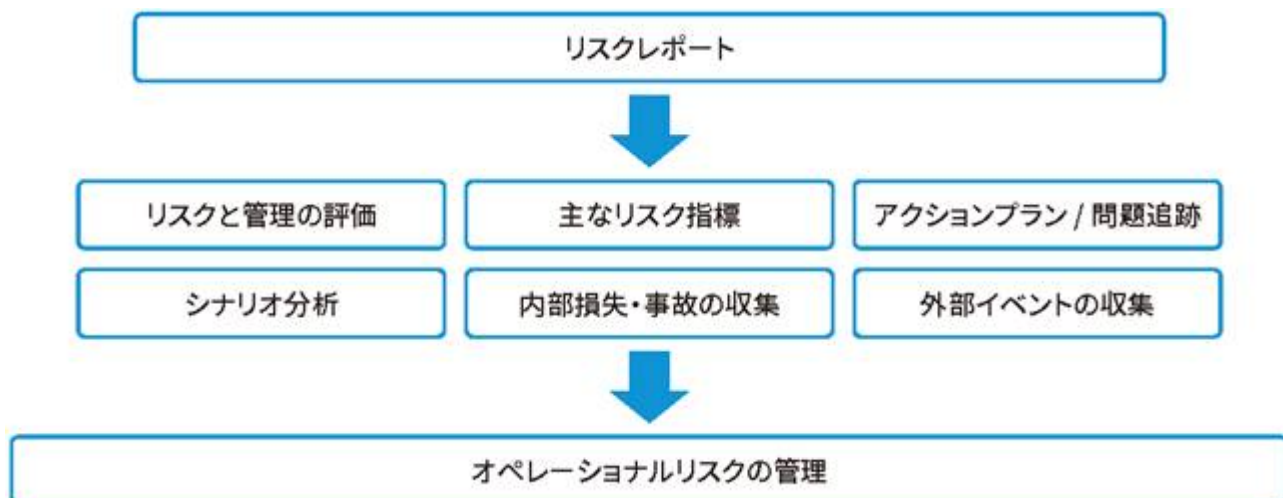 リスクレポート
リスクと管理の評価
主なリスク指標
アクションプラン / 問題追跡
シナリオ分析
内部損失・事故の収集
外部イベントの収集
オペレーショナルリスクの管理